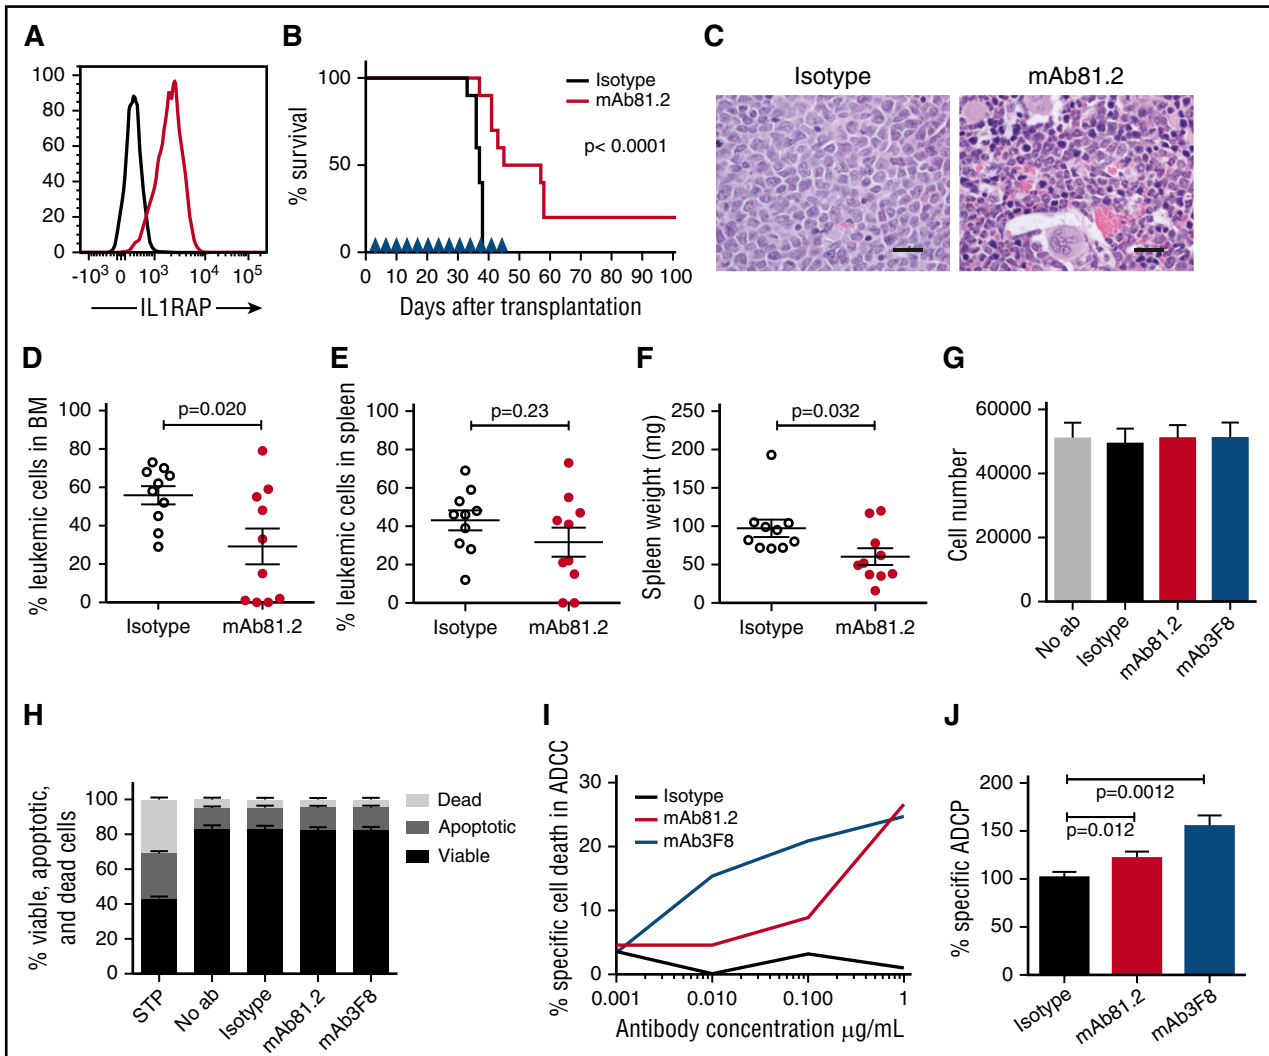 A
100
80
60
40
20
0
-10³ 0 10³ 10⁴ 10⁵
IL1RAP
B
% survival
100
50
0
Isotype
mAb81.2
p< 0.0001
0 10 20 30 40 50 60 70 80 90 100
Days after transplantation
C
Isotype mAb81.2
D
% leukemic cells in BM
100
80
60
40
20
0
p=0.020
Isotype mAb81.2
E
% leukemic cells in spleen
100
80
60
40
20
0
p=0.23
Isotype mAb81.2
F
Spleen weight (mg)
250
200
150
100
50
0
p=0.032
Isotype mAb81.2
G
Cell number
60000
40000
20000
0
No ab Isotype mAb81.2 mAb3F8
H
% viable, apoptotic,
and dead cells
100
80
60
40
20
0
Dead
Apoptotic
Viable
STP No ab Isotype mAb81.2 mAb3F8
I
% specific cell death in ADCC
30
20
10
0
Isotype
mAb81.2
mAb3F8
0.001 0.010 0.100 1
Antibody concentration µg/mL
J
% specific ADCP
200
150
100
50
0
p=0.0012
p=0.012
Isotype mAb81.2 mAb3F8